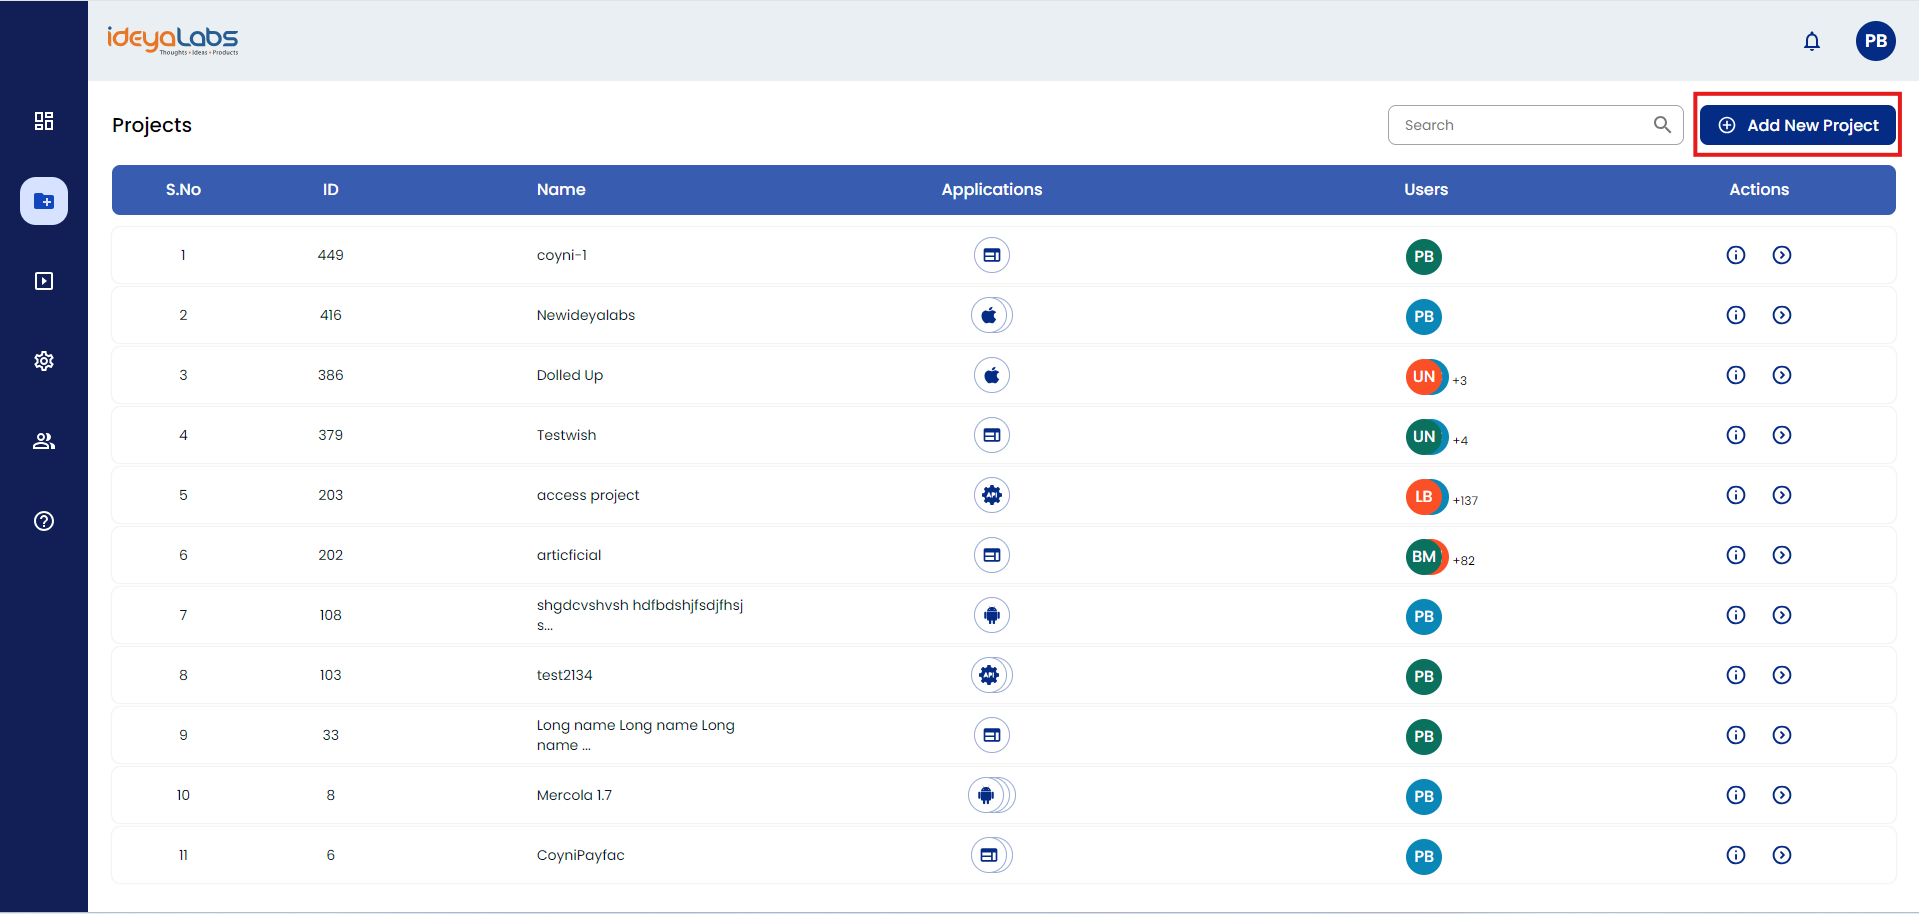 ideyaLabs
Thoughts • Ideas • Products
PB
Projects
Search
Add New Project
S.No ID Name Applications Users Actions
1 449 coyni-1 PB
2 416 Newideyalabs PB
3 386 Dolled Up UN +3
4 379 Testwish UN +4
5 203 access project API LB +137
6 202 articficial BM +82
7 108 shgdcvshvsh hdfbdshjfsdjfhsj PB
s...
8 103 test2134 API PB
9 33 Long name Long name Long PB
name ...
10 8 Mercola 1.7 PB
11 6 CoyniPayfac PB